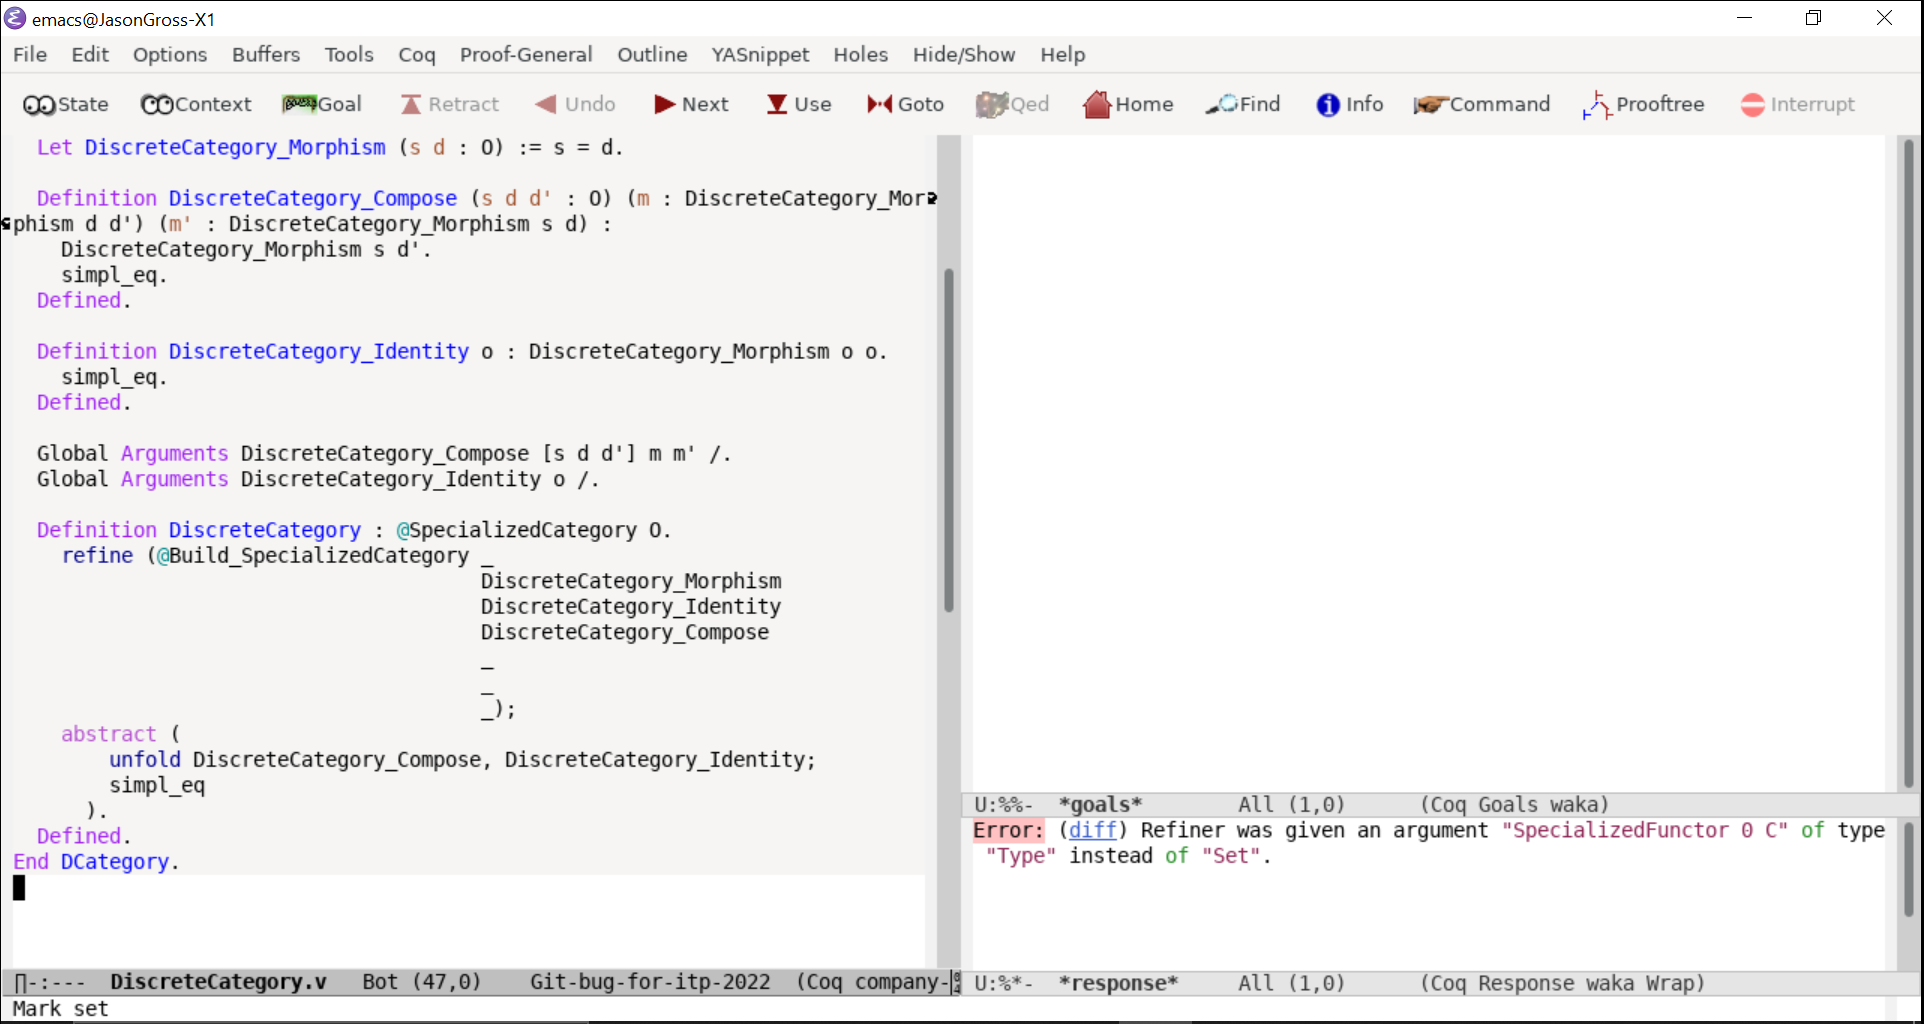 emacs@JasonGross-X1
File Edit Options Buffers Tools Coq Proof-General Outline YASnippet Holes Hide/Show Help
State Context Goal Retract Undo Next Use Goto Qed Home Find Info Command Prooftree Interrupt
Let DiscreteCategory_Morphism (s d : O) := s = d.
Definition DiscreteCategory_Compose (s d d' : O) (m : DiscreteCategory_Mor
phism d d') (m' : DiscreteCategory_Morphism s d) :
DiscreteCategory_Morphism s d'.
simpl_eq.
Defined.
Definition DiscreteCategory_Identity o : DiscreteCategory_Morphism o o.
simpl_eq.
Defined.
Global Arguments DiscreteCategory_Compose [s d d'] m m' /.
Global Arguments DiscreteCategory_Identity o /.
Definition DiscreteCategory : @SpecializedCategory O.
refine (@Build_SpecializedCategory _
DiscreteCategory_Morphism
DiscreteCategory_Identity
DiscreteCategory_Compose
_
_
_);
abstract (
unfold DiscreteCategory_Compose, DiscreteCategory_Identity;
simpl_eq
).
Defined.
End DCategory.
-:--- DiscreteCategory.v Bot (47,0) Git-bug-for-itp-2022 (Coq company-
Mark set
U:%%- *goals* All (1,0) (Coq Goals waka)
Error: (diff) Refiner was given an argument "SpecializedFunctor 0 C" of type
"Type" instead of "Set".
U:%*- *response* All (1,0) (Coq Response waka Wrap)